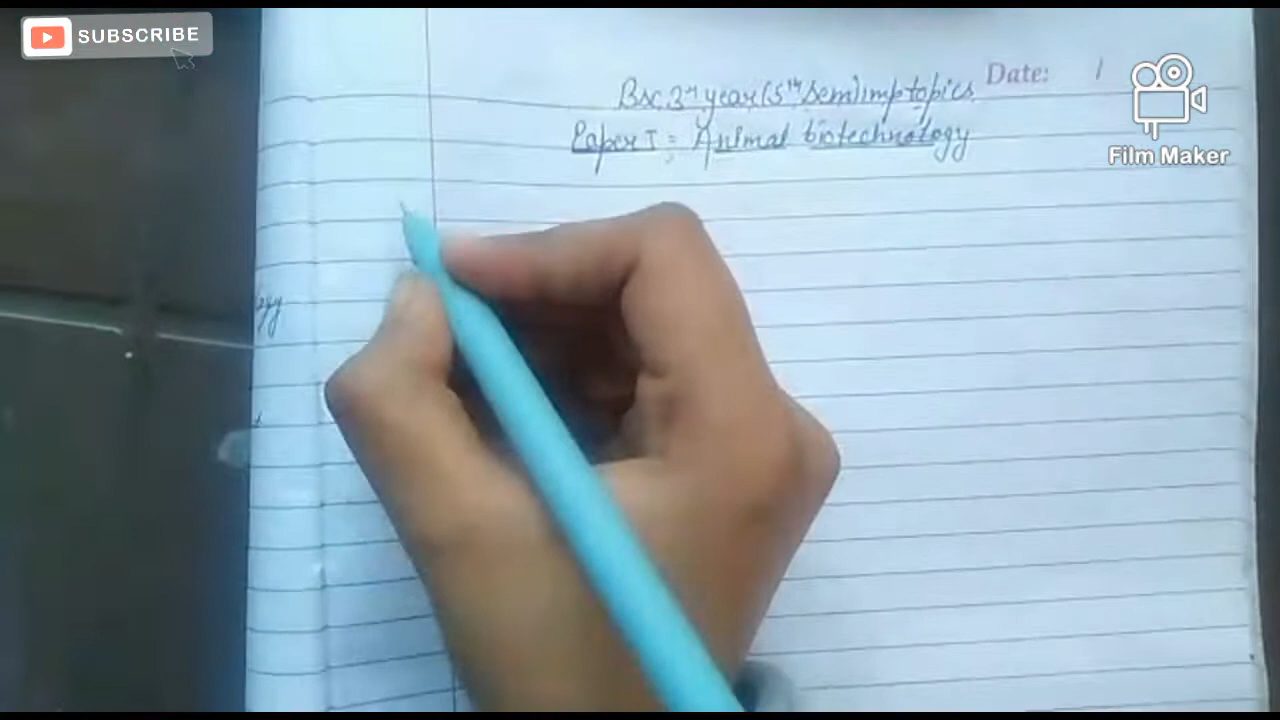 SUBSCRIBE
Date: /
Bsc 3rd year (5th Sem) imp topics
Paper I : Animal biotechnology
Film Maker